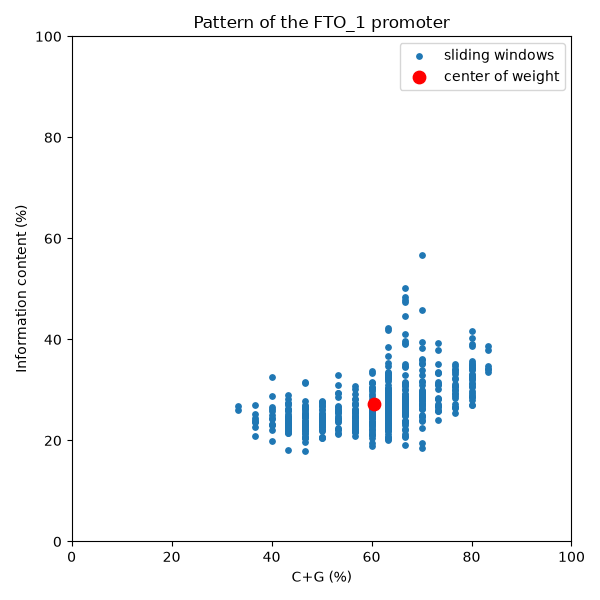 Pattern of the FTO_1 promoter
100
80
60
40
20
0
Information content (%)
sliding windows
center of weight
0 20 40 60 80 100
C+G (%)